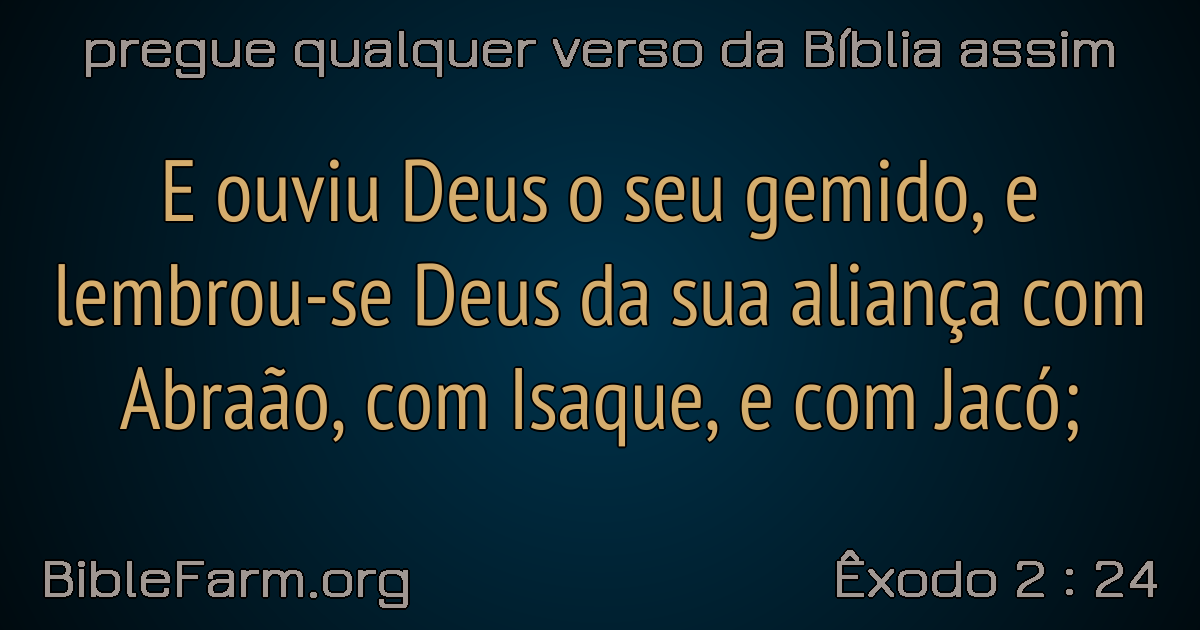 pregue qualquer verso da Bíblia assim
E ouviu Deus o seu gemido, e
lembrou-se Deus da sua aliança com
Abraão, com Isaque, e com Jacó;
BibleFarm.org
Êxodo 2 : 24